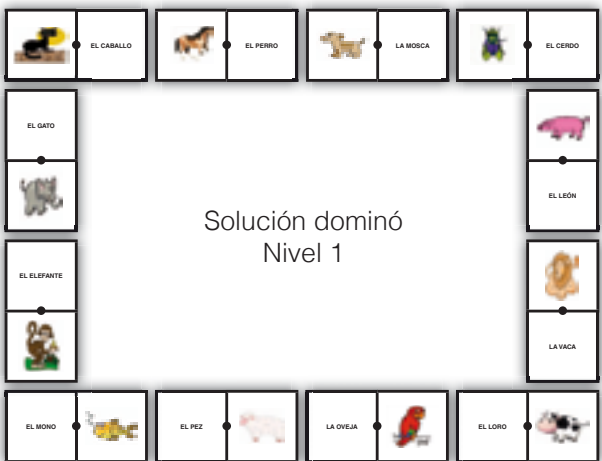 EL CABALLO
EL PERRO
LA MOSCA
EL CERDO
EL GATO
EL LEÓN
Solución dominó
Nivel 1
EL ELEFANTE
LA VACA
EL MONO
EL PEZ
LA OVEJA
EL LORO